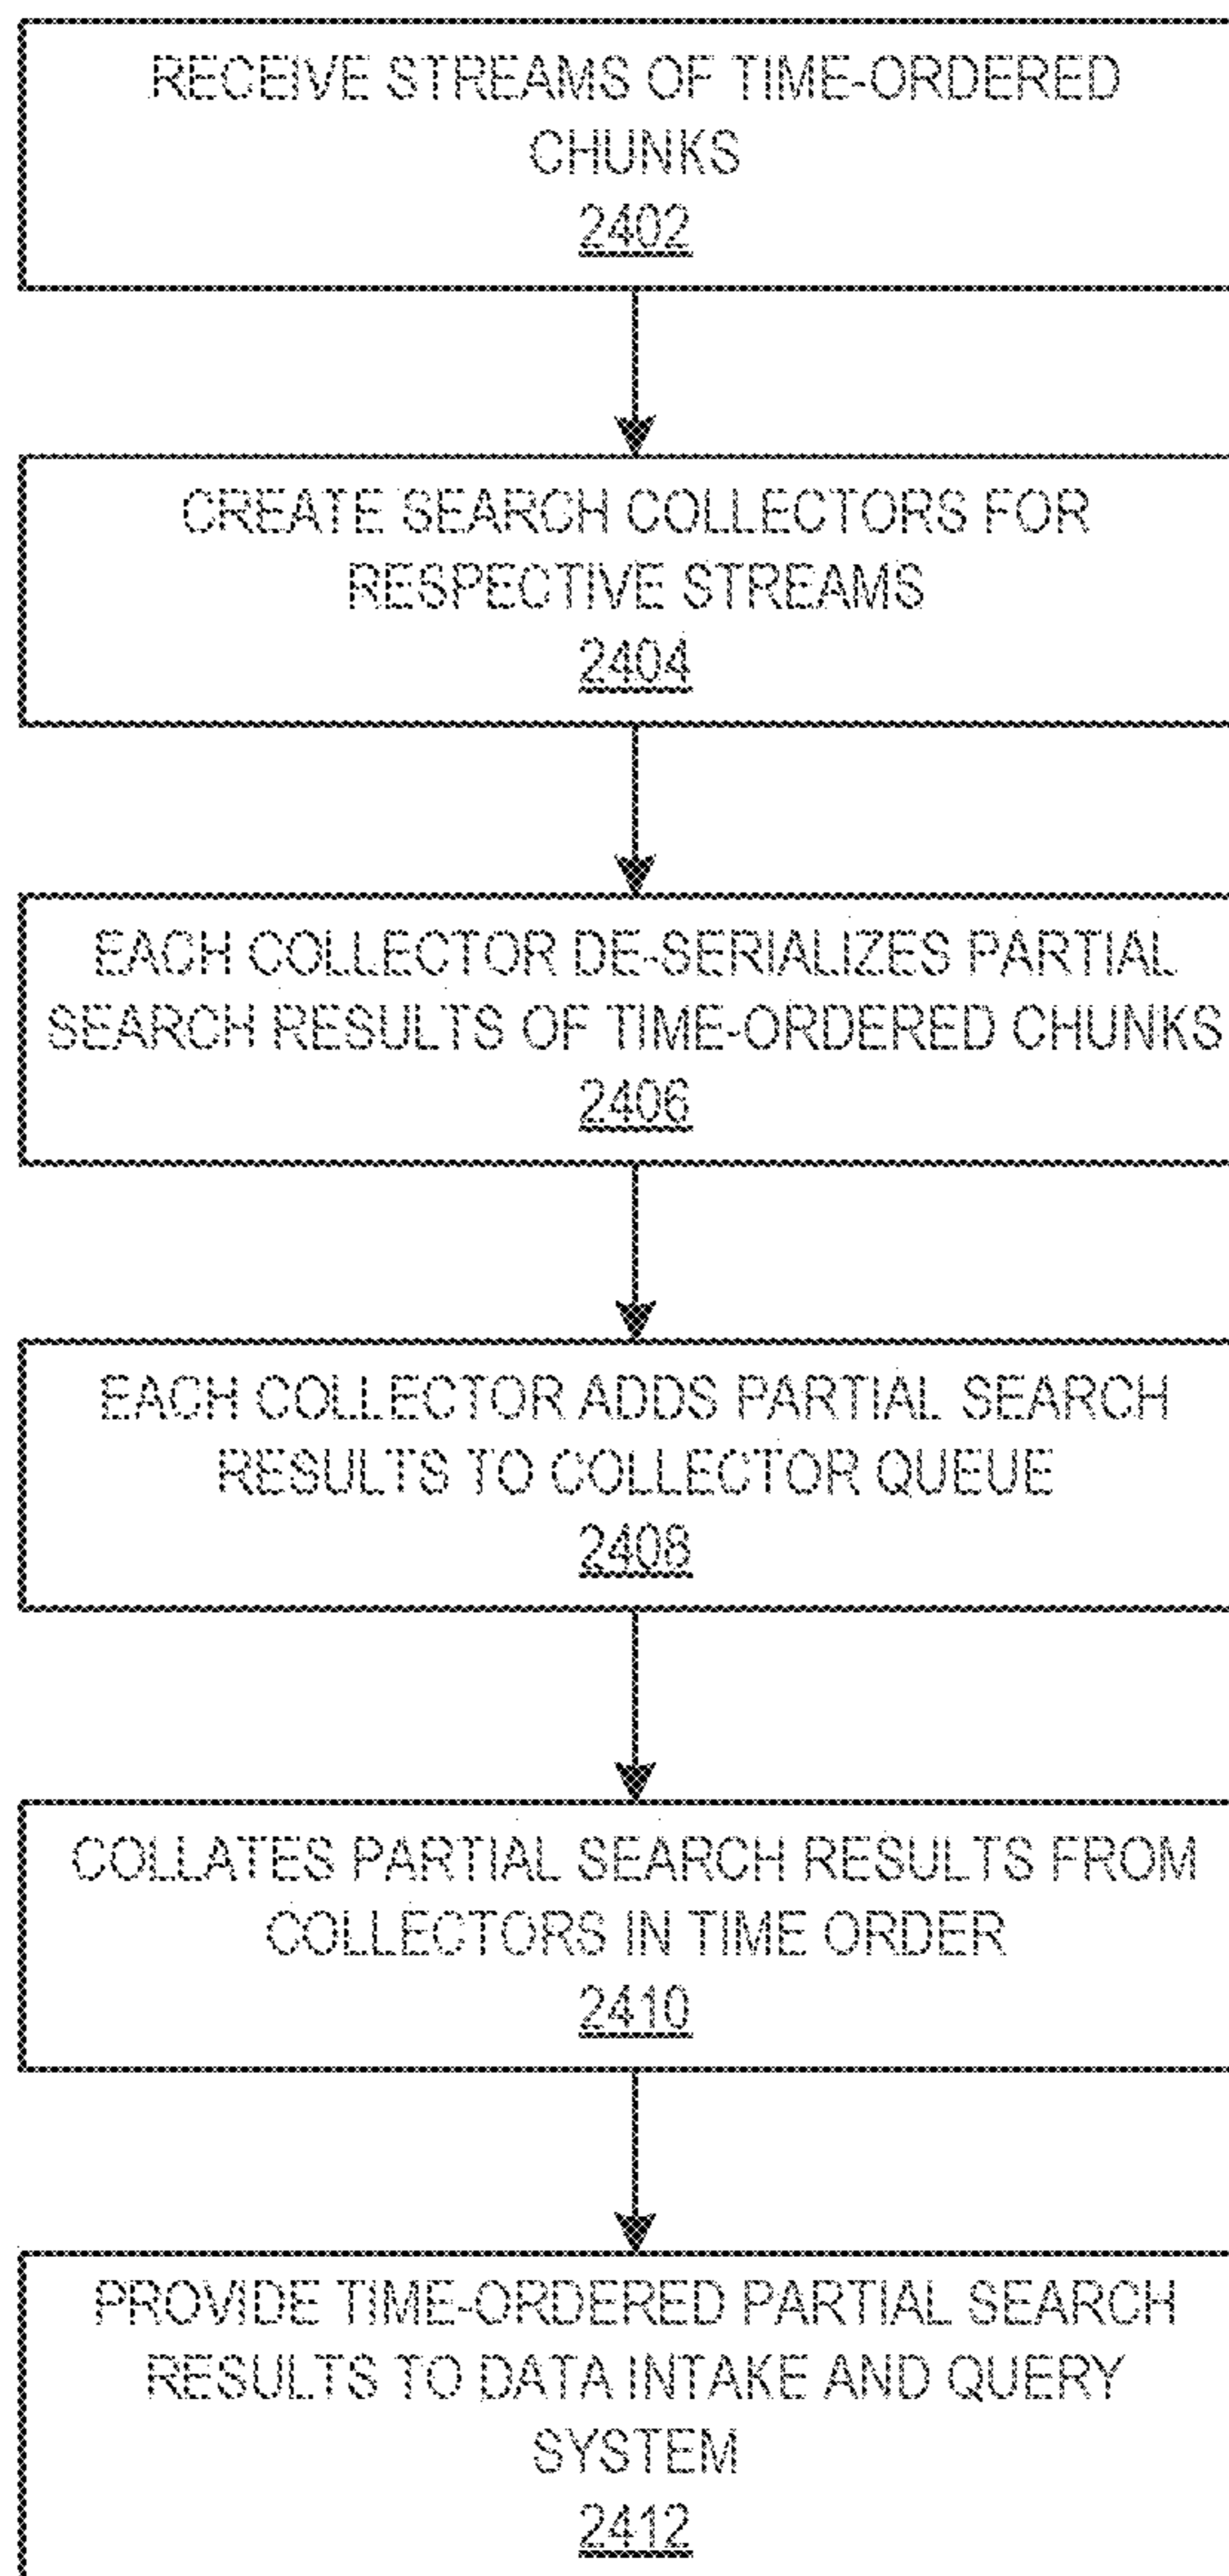 RECEIVE STREAMS OF TIME-ORDERED
CHUNKS
2402
CREATE SEARCH COLLECTORS FOR
RESPECTIVE STREAMS
2404
EACH COLLECTOR DE-SERIALIZES PARTIAL
SEARCH RESULTS OF TIME-ORDERED CHUNKS
2406
EACH COLLECTOR ADDS PARTIAL SEARCH
RESULTS TO COLLECTOR QUEUE
2408
COLLATES PARTIAL SEARCH RESULTS FROM
COLLECTORS IN TIME ORDER
2410
PROVIDE TIME-ORDERED PARTIAL SEARCH
RESULTS TO DATA INTAKE AND QUERY
SYSTEM
2412